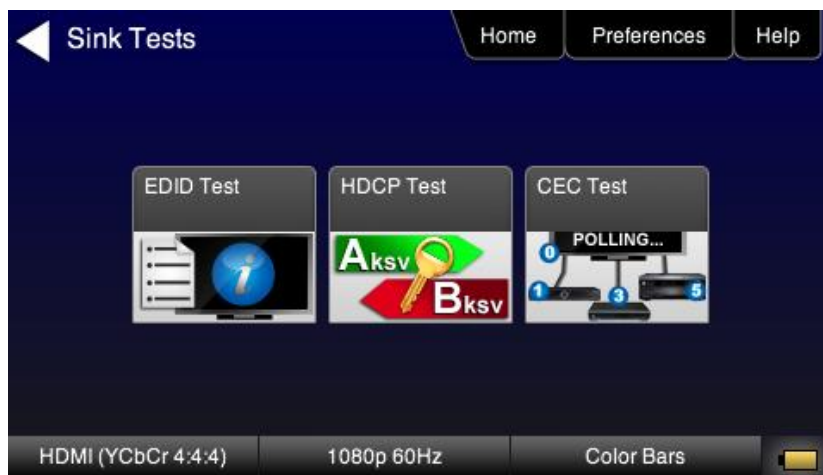 Sink Tests
Home
Preferences
Help
EDID Test
HDCP Test
CEC Test
i
Aksv
Bksv
POLLING...
0
1
3
5
HDMI (YCbCr 4:4:4)
1080p 60Hz
Color Bars